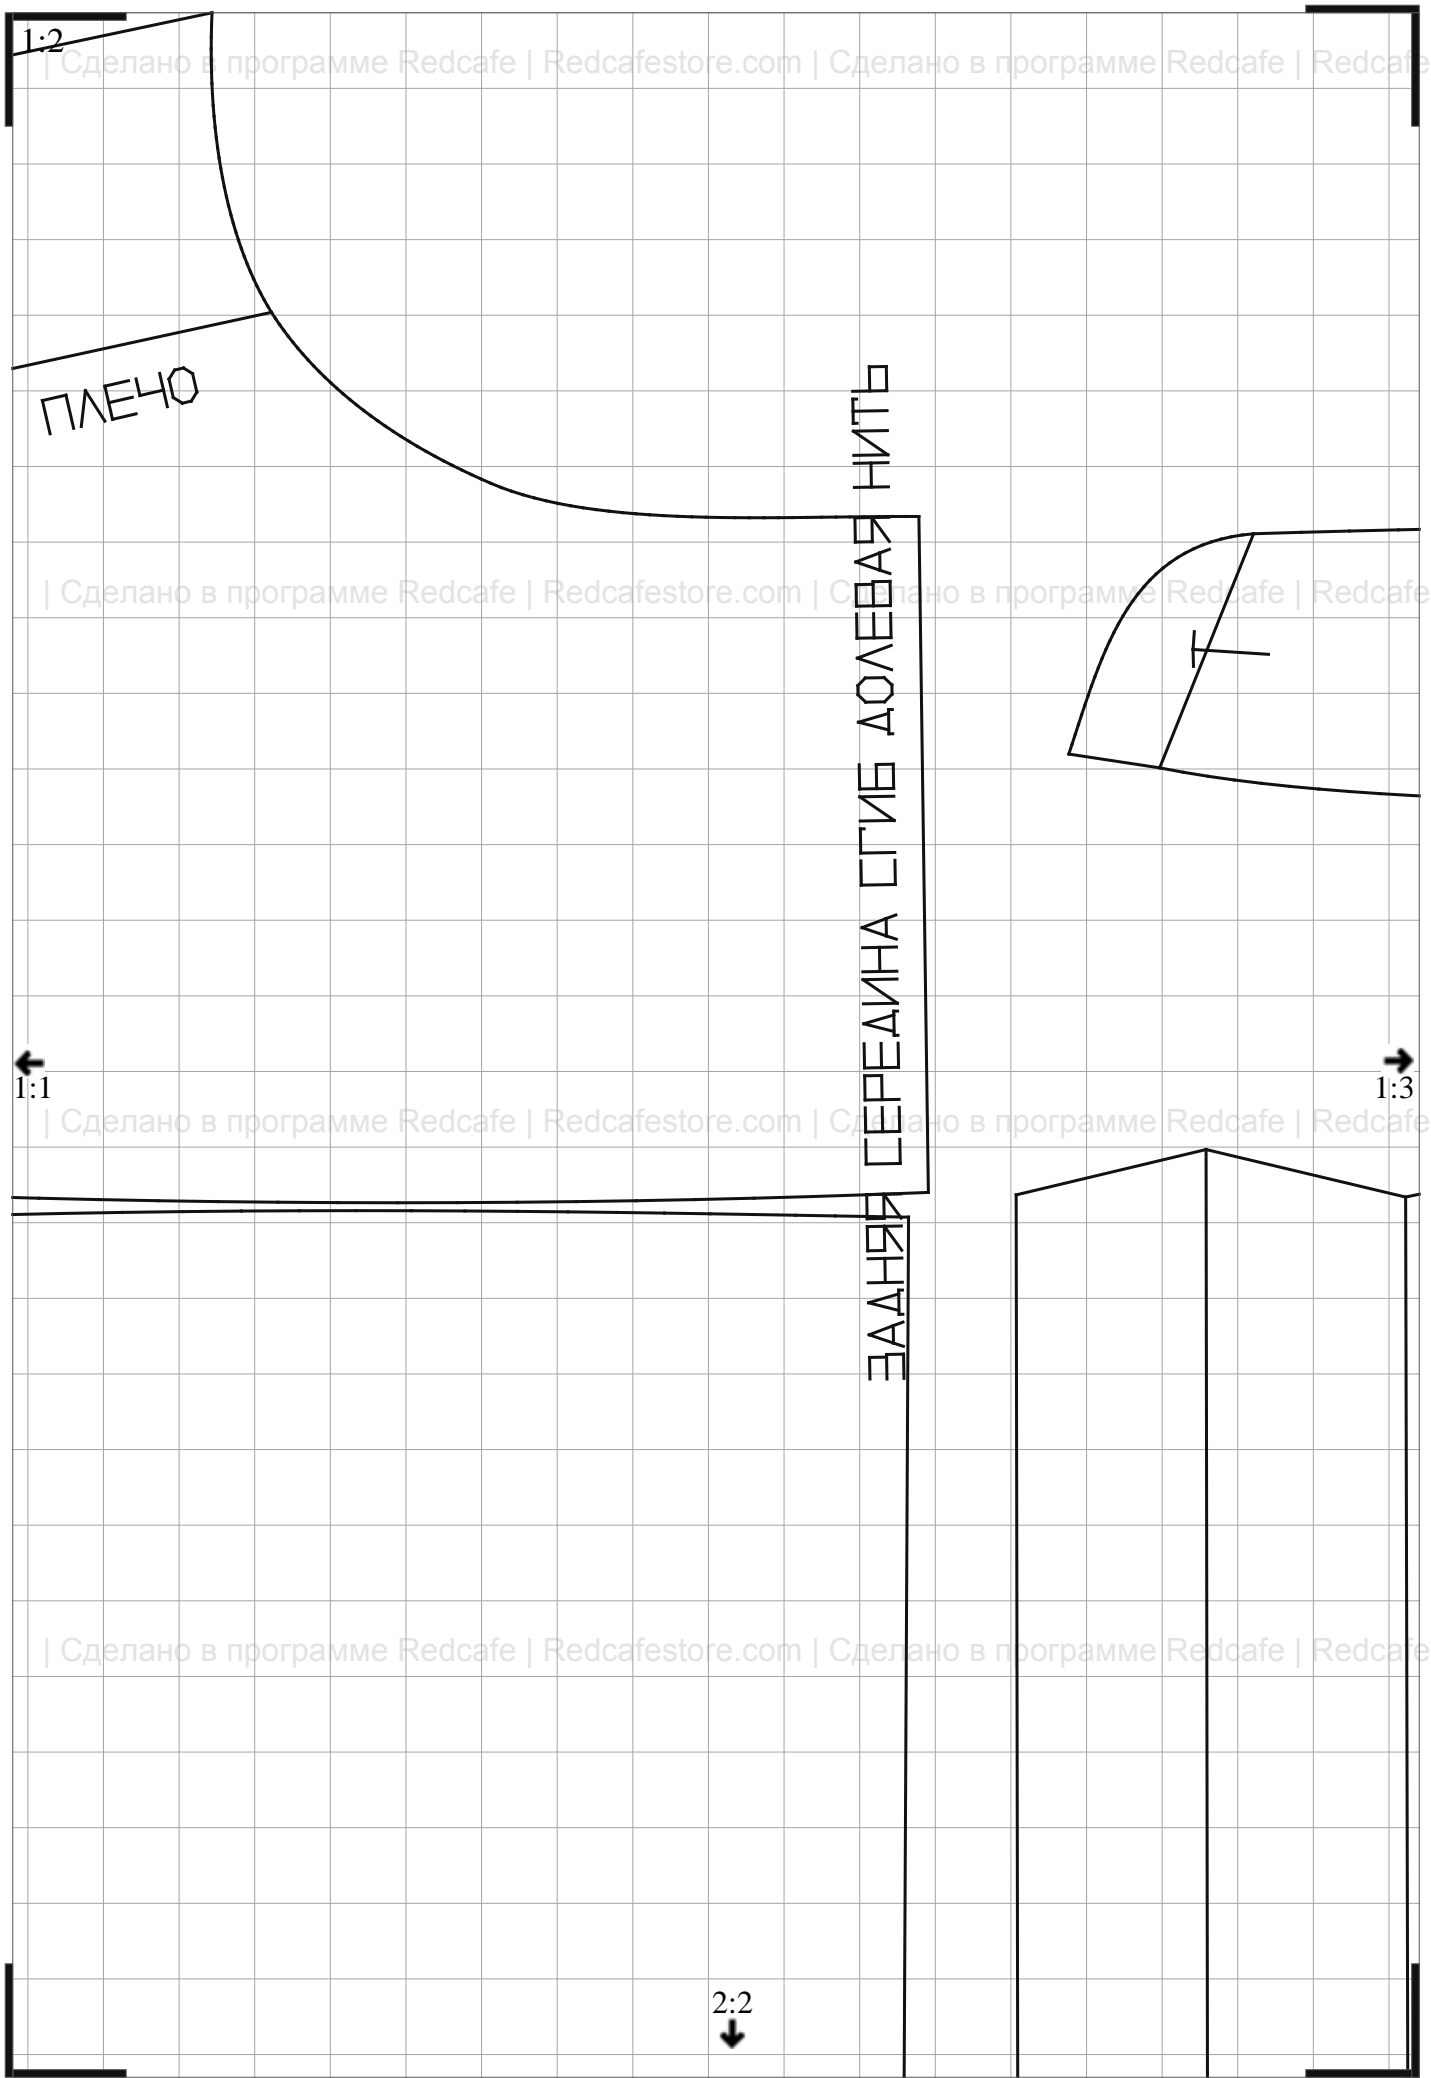 1:2
| Сделано в программе Redcafe | Redcafestore.com | Сделано в программе Redcafe | Redcafe
ПЛЕЧО
ЗАДНЯЯ СЕРЕДИНА СГИБ ДОЛЕВАЯ НИТЬ
| Сделано в программе Redcafe | Redcafestore.com | Сделано в программе Redcafe | Redcafe
1:1
1:3
| Сделано в программе Redcafe | Redcafestore.com | Сделано в программе Redcafe | Redcafe
| Сделано в программе Redcafe | Redcafestore.com | Сделано в программе Redcafe | Redcafe
2:2